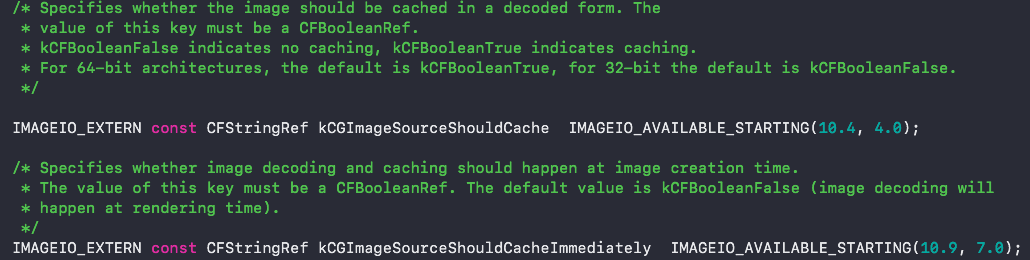 /* Specifies whether the image should be cached in a decoded form. The
 * value of this key must be a CFBooleanRef.
 * kCFBooleanFalse indicates no caching, kCFBooleanTrue indicates caching.
 * For 64-bit architectures, the default is kCFBooleanTrue, for 32-bit the default is kCFBooleanFalse.
 */
IMAGEIO_EXTERN const CFStringRef kCGImageSourceShouldCache  IMAGEIO_AVAILABLE_STARTING(10.4, 4.0);
/* Specifies whether image decoding and caching should happen at image creation time.
 * The value of this key must be a CFBooleanRef. The default value is kCFBooleanFalse (image decoding will
 * happen at rendering time).
 */
IMAGEIO_EXTERN const CFStringRef kCGImageSourceShouldCacheImmediately  IMAGEIO_AVAILABLE_STARTING(10.9, 7.0);